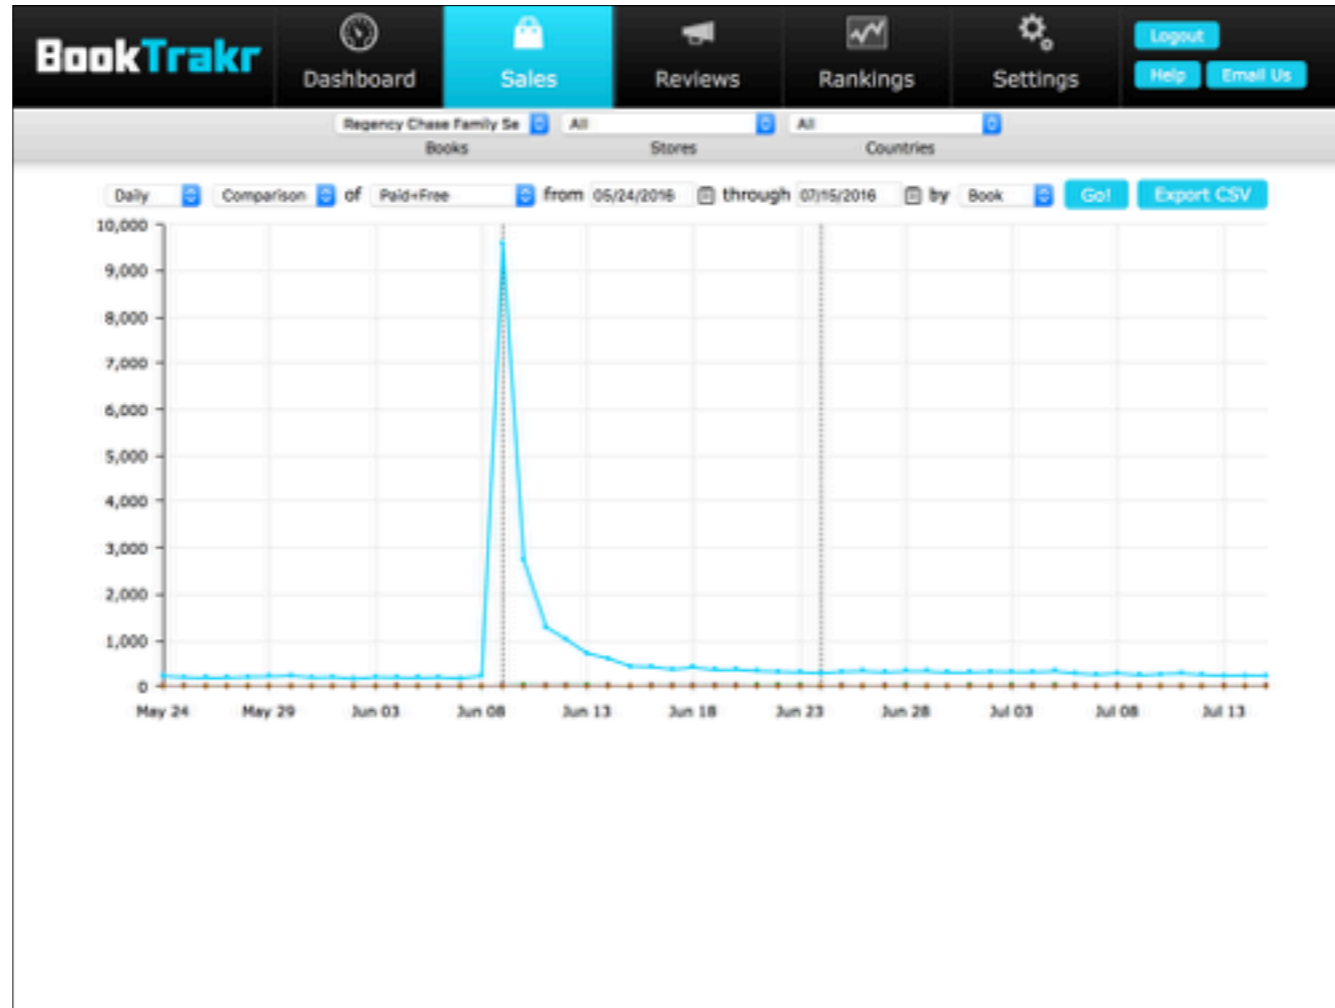 BookTrakr
Dashboard
Sales
Reviews
Rankings
Settings
Logout
Help Email Us
Regency Chase Family Se All All
Books Stores Countries
Daily Comparison of Paid+Free from 05/24/2016 through 07/15/2016 by Book Go! Export CSV
10,000
9,000
8,000
7,000
6,000
5,000
4,000
3,000
2,000
1,000
0
May 24 May 29 Jun 03 Jun 08 Jun 13 Jun 18 Jun 23 Jun 28 Jul 03 Jul 08 Jul 13